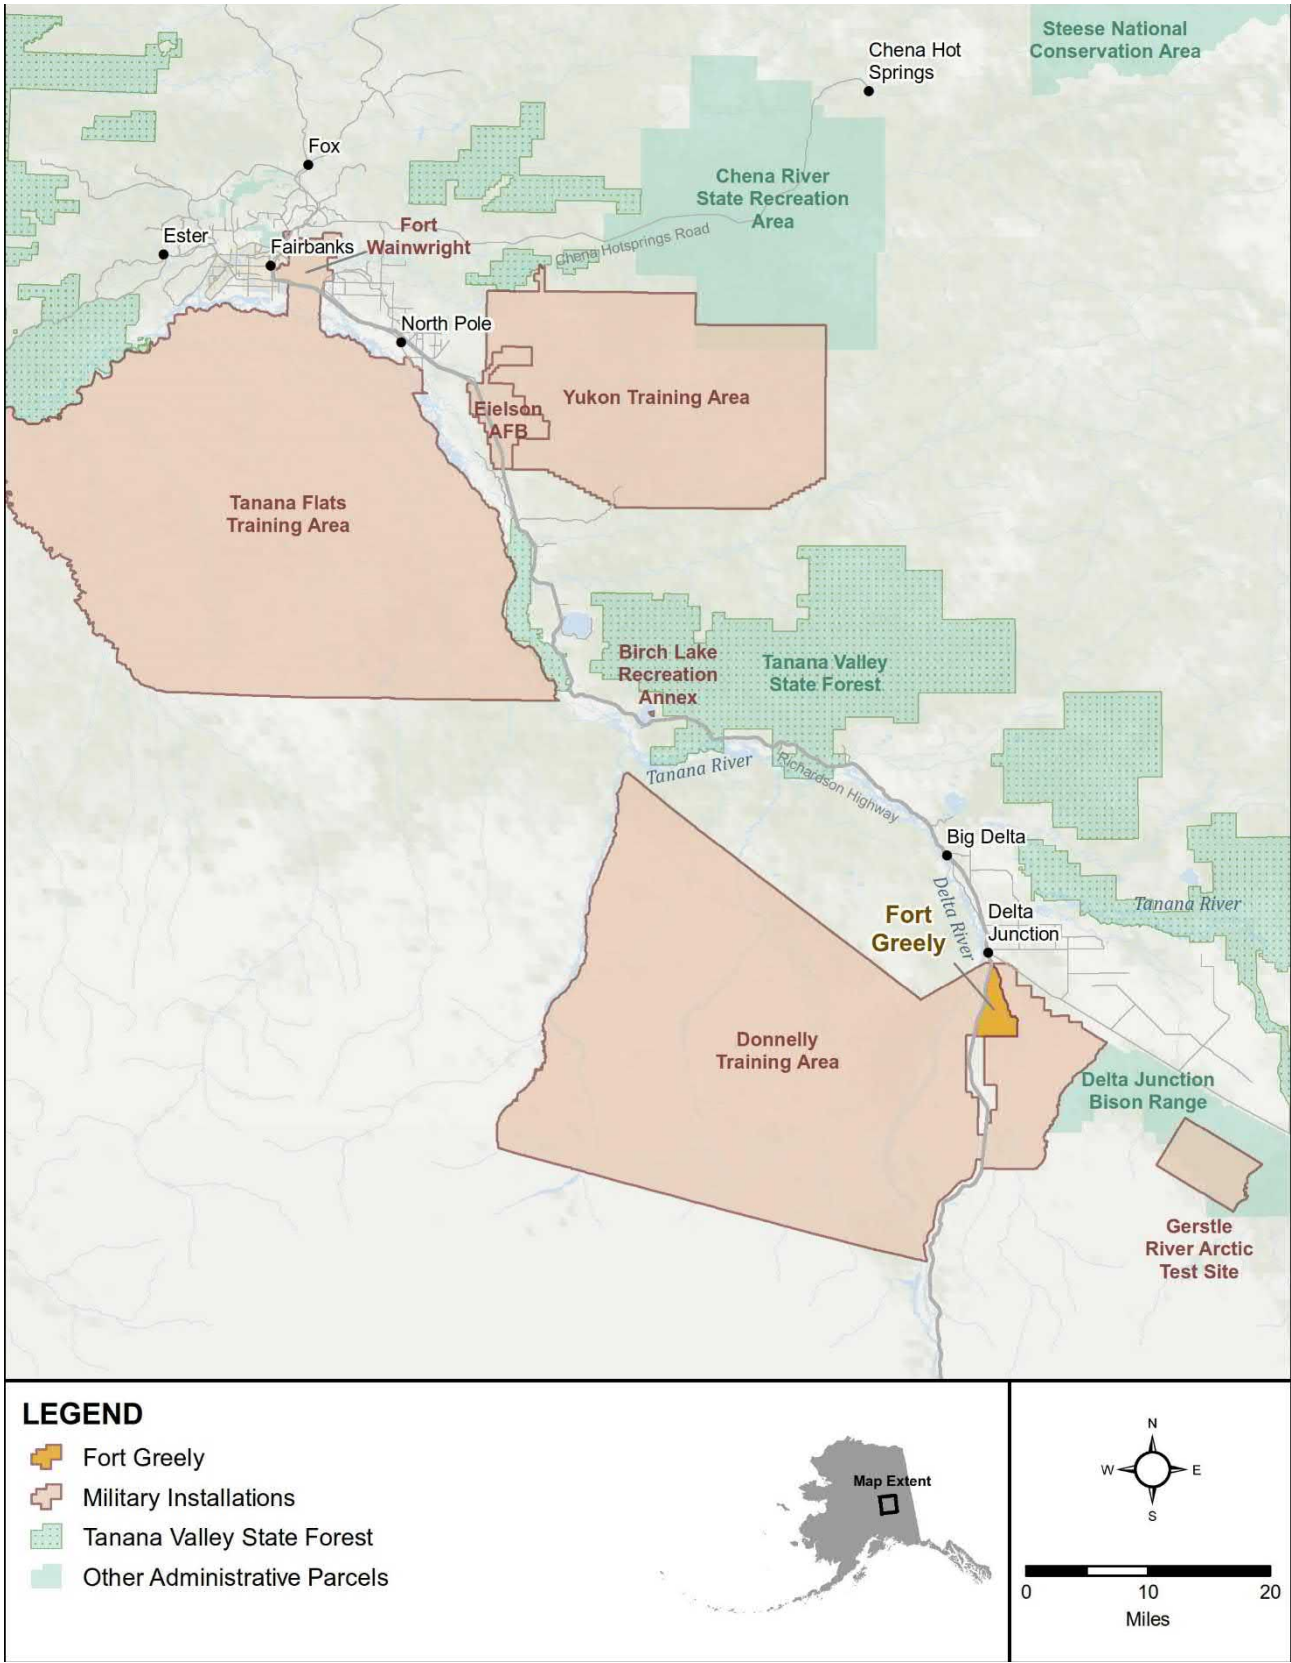 Steese National
Conservation Area
Chena Hot
Springs
Fox
Chena River
State Recreation
Area
Ester
Fairbanks
Fort
Wainwright
Chena Hotsprings Road
North Pole
Eielson
AFB
Yukon Training Area
Tanana Flats
Training Area
Birch Lake
Recreation
Annex
Tanana Valley
State Forest
Tanana River
Richardson Highway
Big Delta
Delta River
Fort
Greely
Delta
Junction
Tanana River
Donnelly
Training Area
Delta Junction
Bison Range
Gerstle
River Arctic
Test Site
LEGEND
Fort Greely
Military Installations
Tanana Valley State Forest
Other Administrative Parcels
Map Extent
N
W E
S
0 10 20
Miles